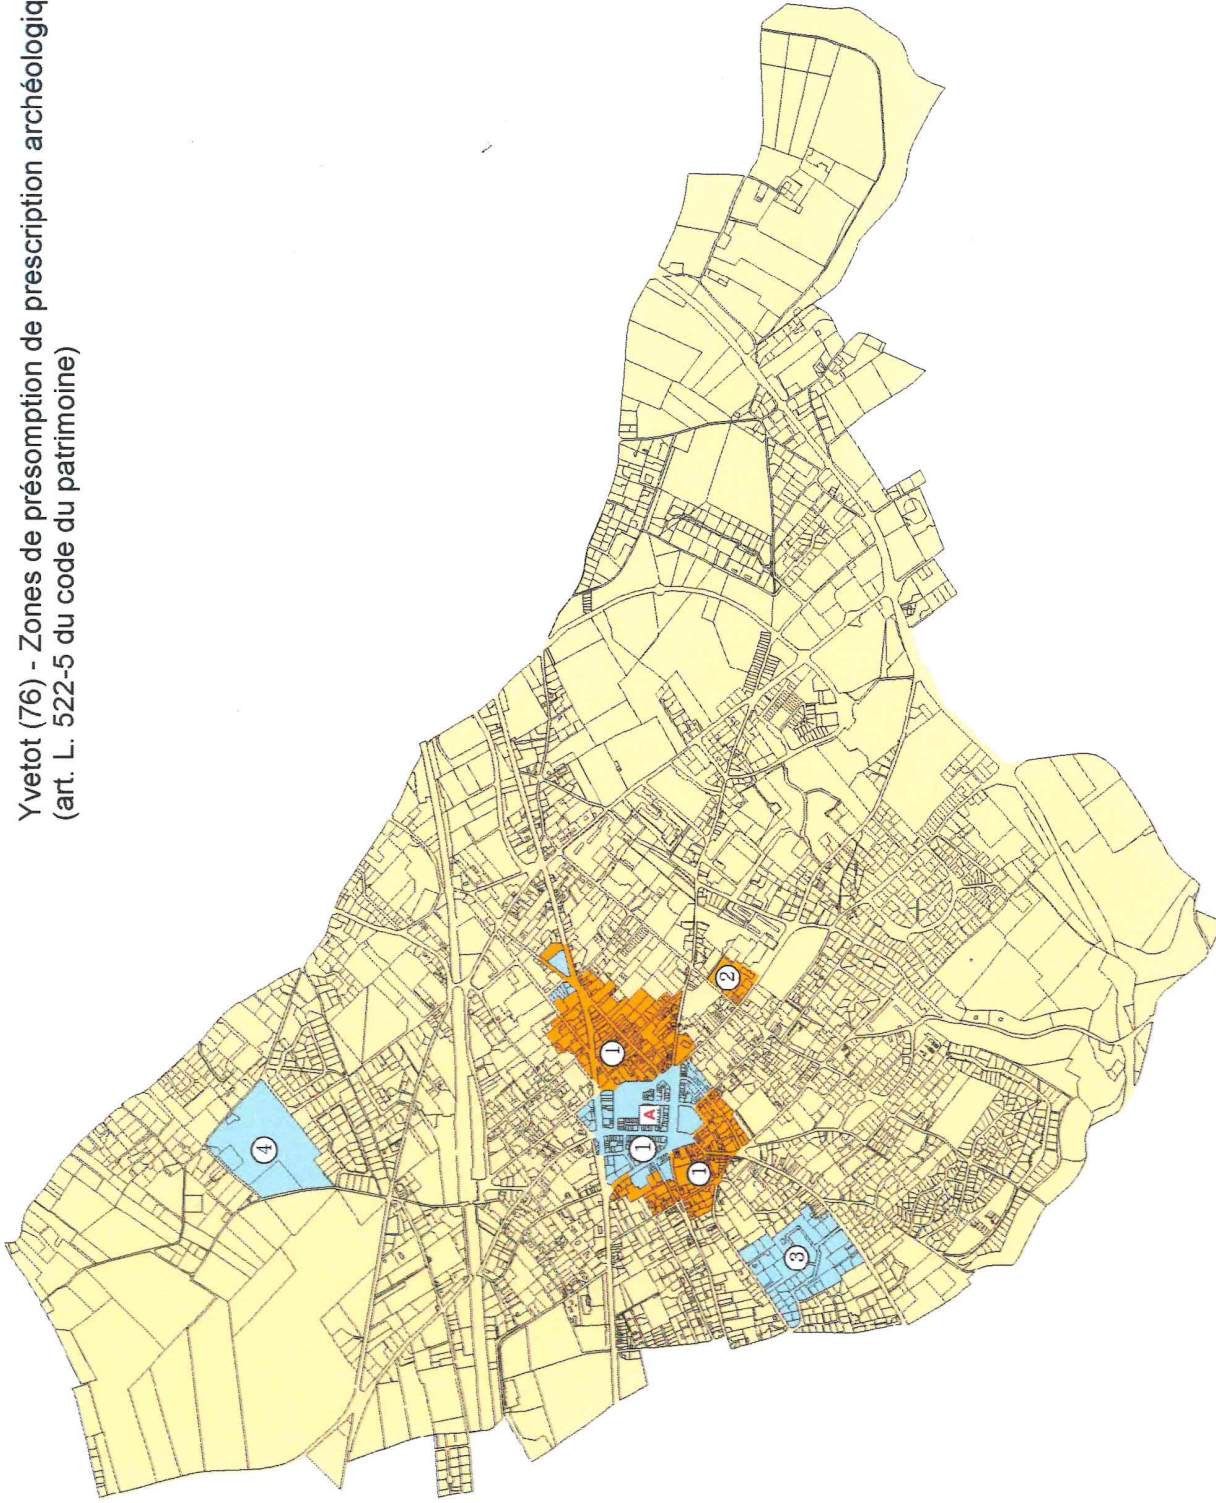 Yvetot (76) - Zones de présomption de prescription archéologiq
(art. L. 522-5 du code du patrimoine)
4
1
2
A
1
1
3